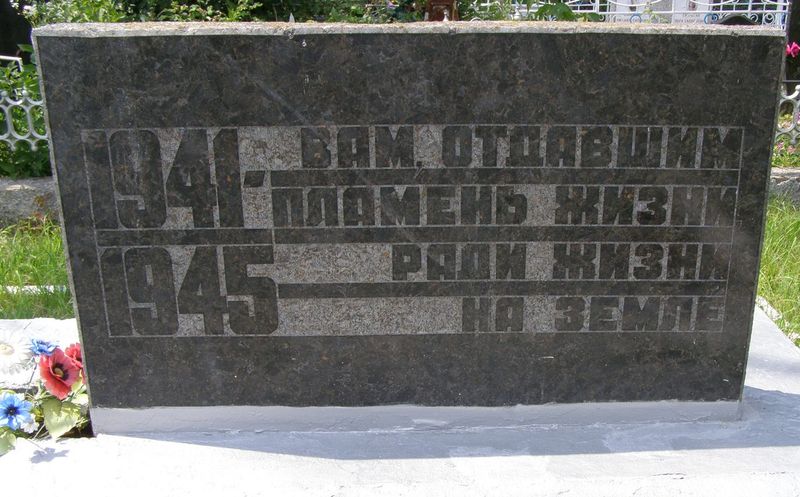 1941-
1945
ВАМ, ОТДАВШИМ
ПЛАМЕНЬ ЖИЗНИ
РАДИ ЖИЗНИ
НА ЗЕМЛЕ